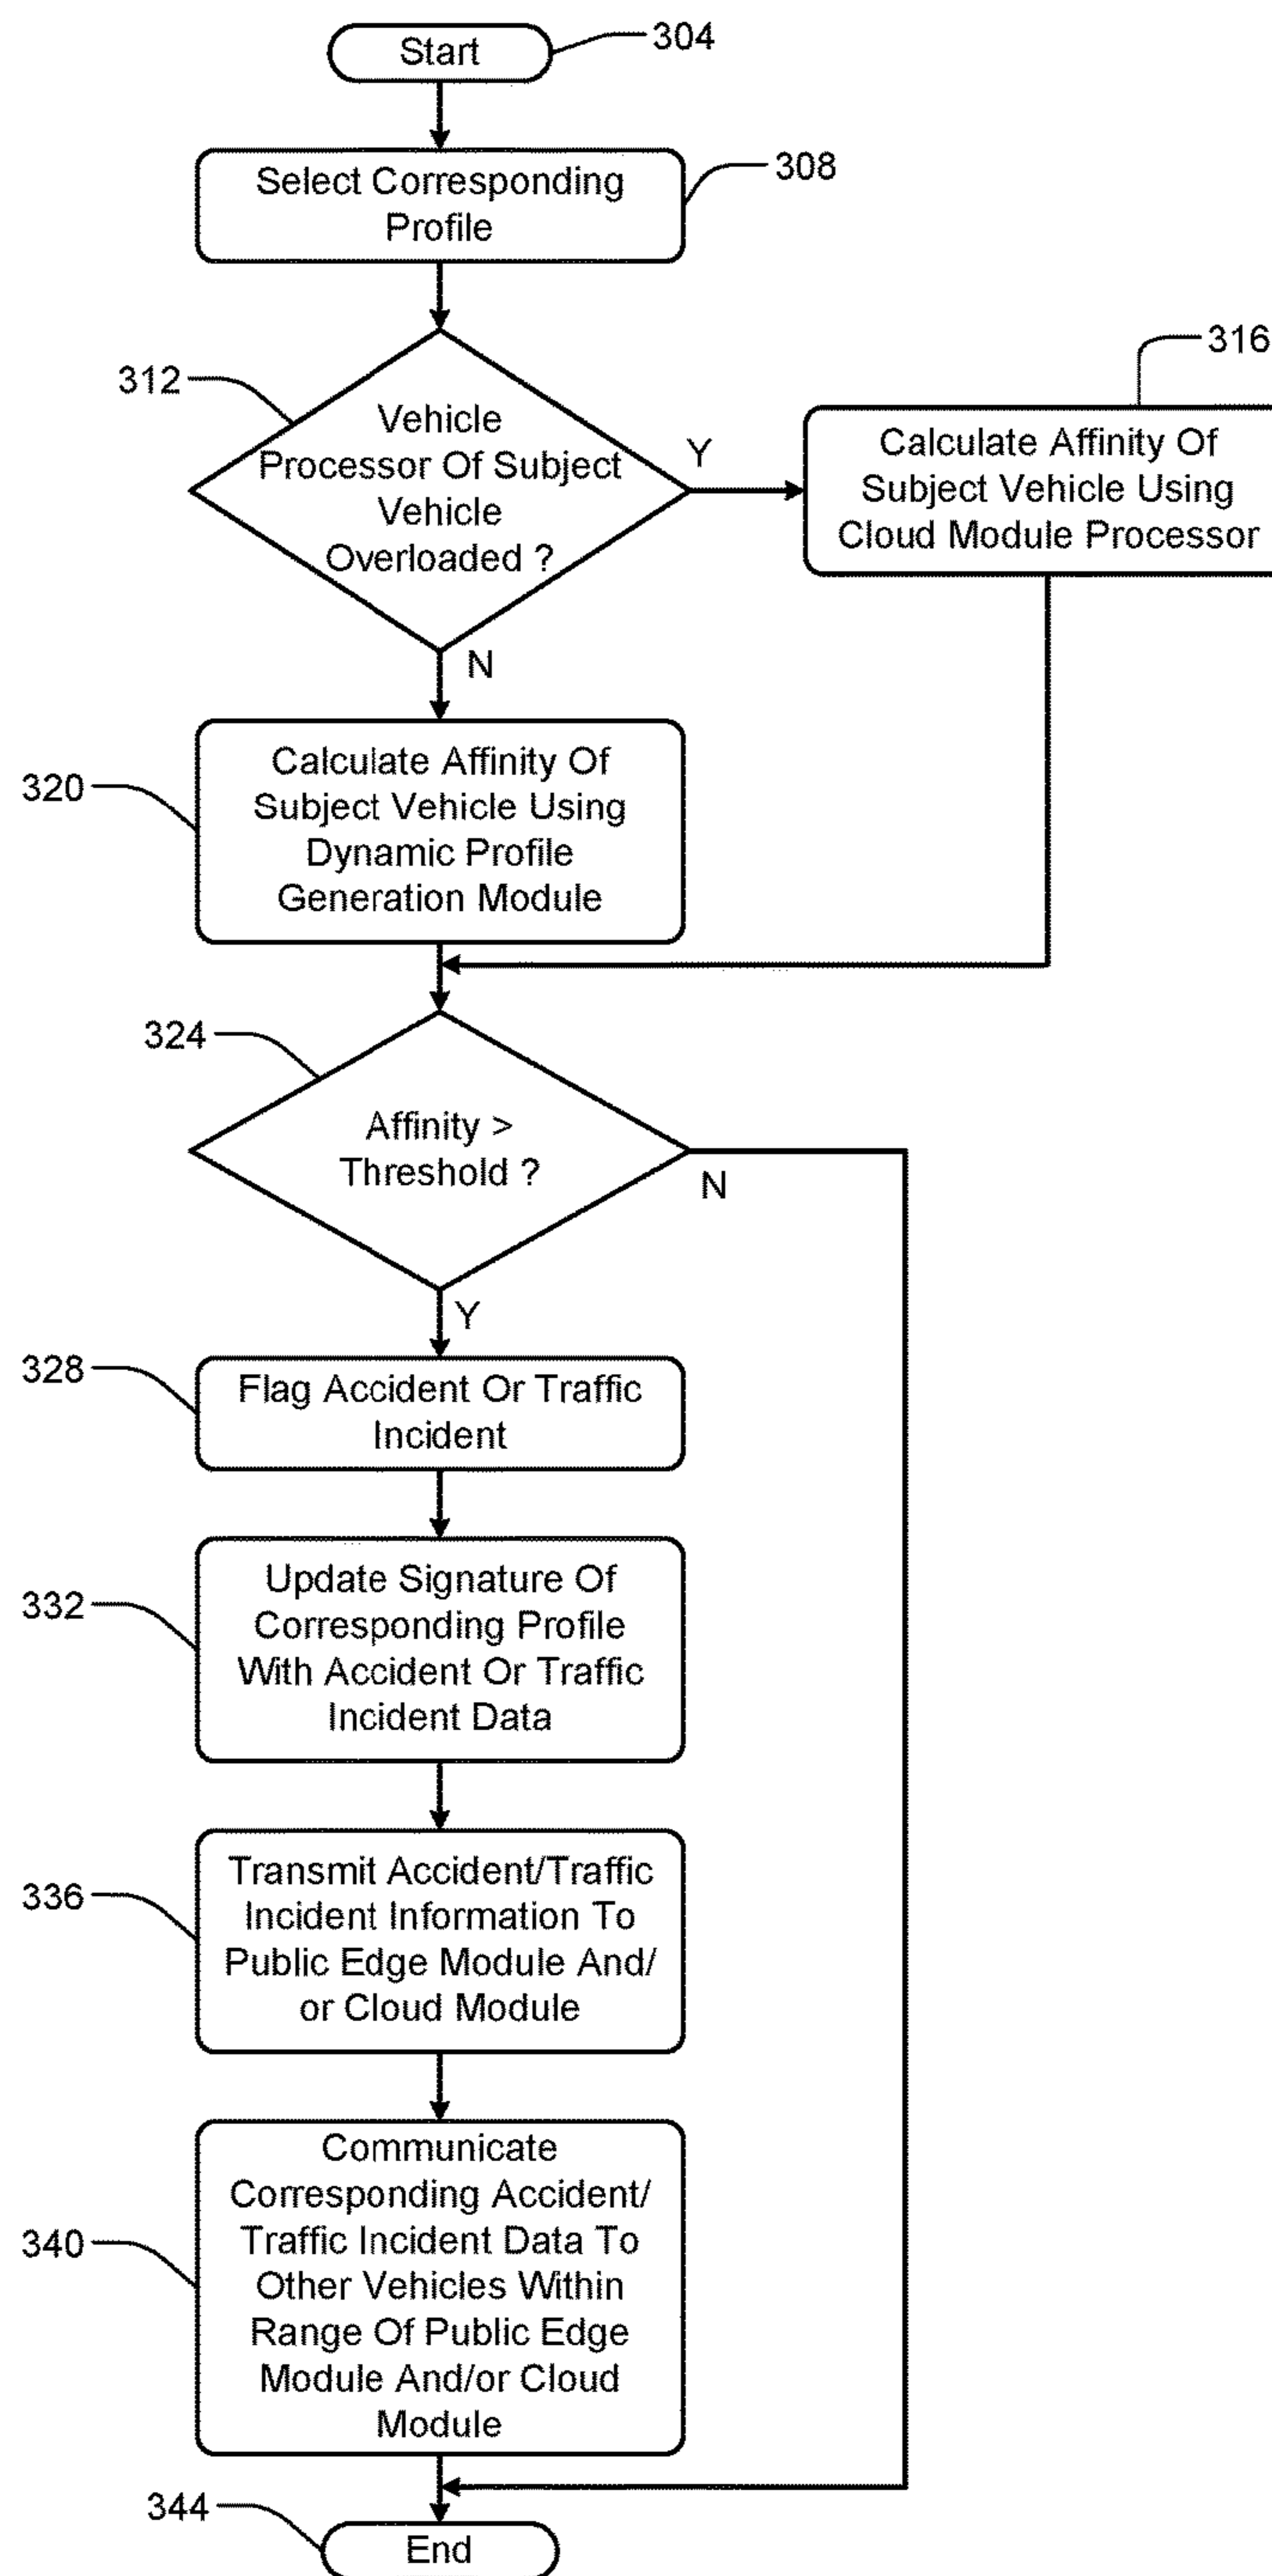 Start
304
Select Corresponding
Profile
308
312
Vehicle
Processor Of Subject
Vehicle
Overloaded ?
Y
316
Calculate Affinity Of
Subject Vehicle Using
Cloud Module Processor
N
320
Calculate Affinity Of
Subject Vehicle Using
Dynamic Profile
Generation Module
324
Affinity >
Threshold ?
N
Y
328
Flag Accident Or Traffic
Incident
332
Update Signature Of
Corresponding Profile
With Accident Or Traffic
Incident Data
336
Transmit Accident/Traffic
Incident Information To
Public Edge Module And/
or Cloud Module
340
Communicate
Corresponding Accident/
Traffic Incident Data To
Other Vehicles Within
Range Of Public Edge
Module And/or Cloud
Module
344
End